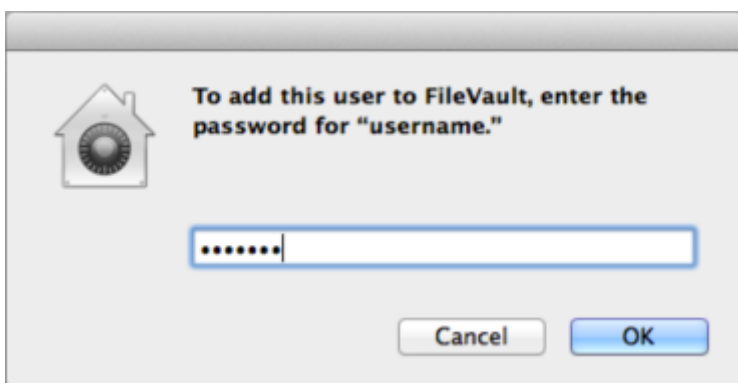 To add this user to FileVault, enter the
password for “username.”
•••••••
Cancel
OK